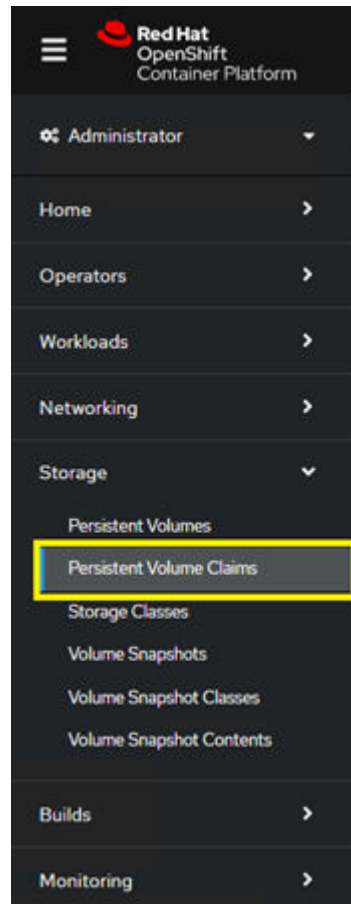 Red Hat
OpenShift
Container Platform
Administrator
Home
Operators
Workloads
Networking
Storage
Persistent Volumes
Persistent Volume Claims
Storage Classes
Volume Snapshots
Volume Snapshot Classes
Volume Snapshot Contents
Builds
Monitoring